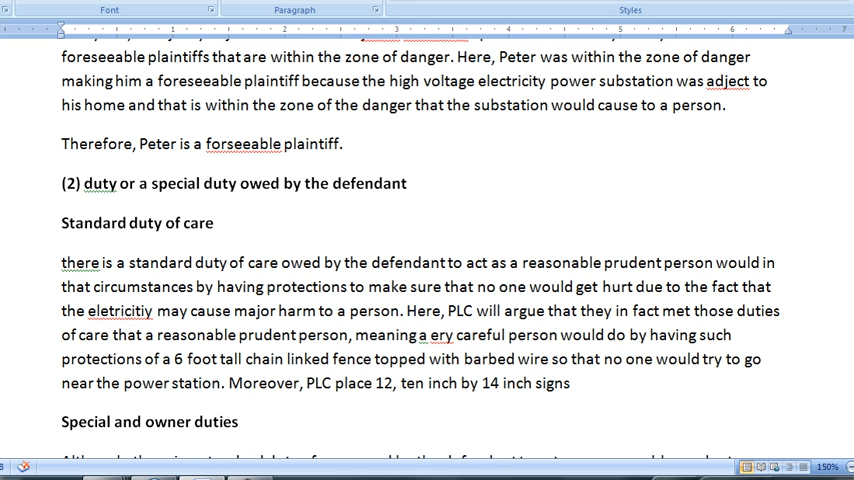 Font Paragraph Styles
1 2 3 4 5 6 7
foreseeable plaintiffs that are within the zone of danger. Here, Peter was within the zone of danger
making him a foreseeable plaintiff because the high voltage electricity power substation was adject to
his home and that is within the zone of the danger that the substation would cause to a person.
Therefore, Peter is a forseeable plaintiff.
(2) duty or a special duty owed by the defendant
Standard duty of care
there is a standard duty of care owed by the defendant to act as a reasonable prudent person would in
that circumstances by having protections to make sure that no one would get hurt due to the fact that
the eletricitiy may cause major harm to a person. Here, PLC will argue that they in fact met those duties
of care that a reasonable prudent person, meaning a ery careful person would do by having such
protections of a 6 foot tall chain linked fence topped with barbed wire so that no one would try to go
near the power station. Moreover, PLC place 12, ten inch by 14 inch signs
Special and owner duties
150%